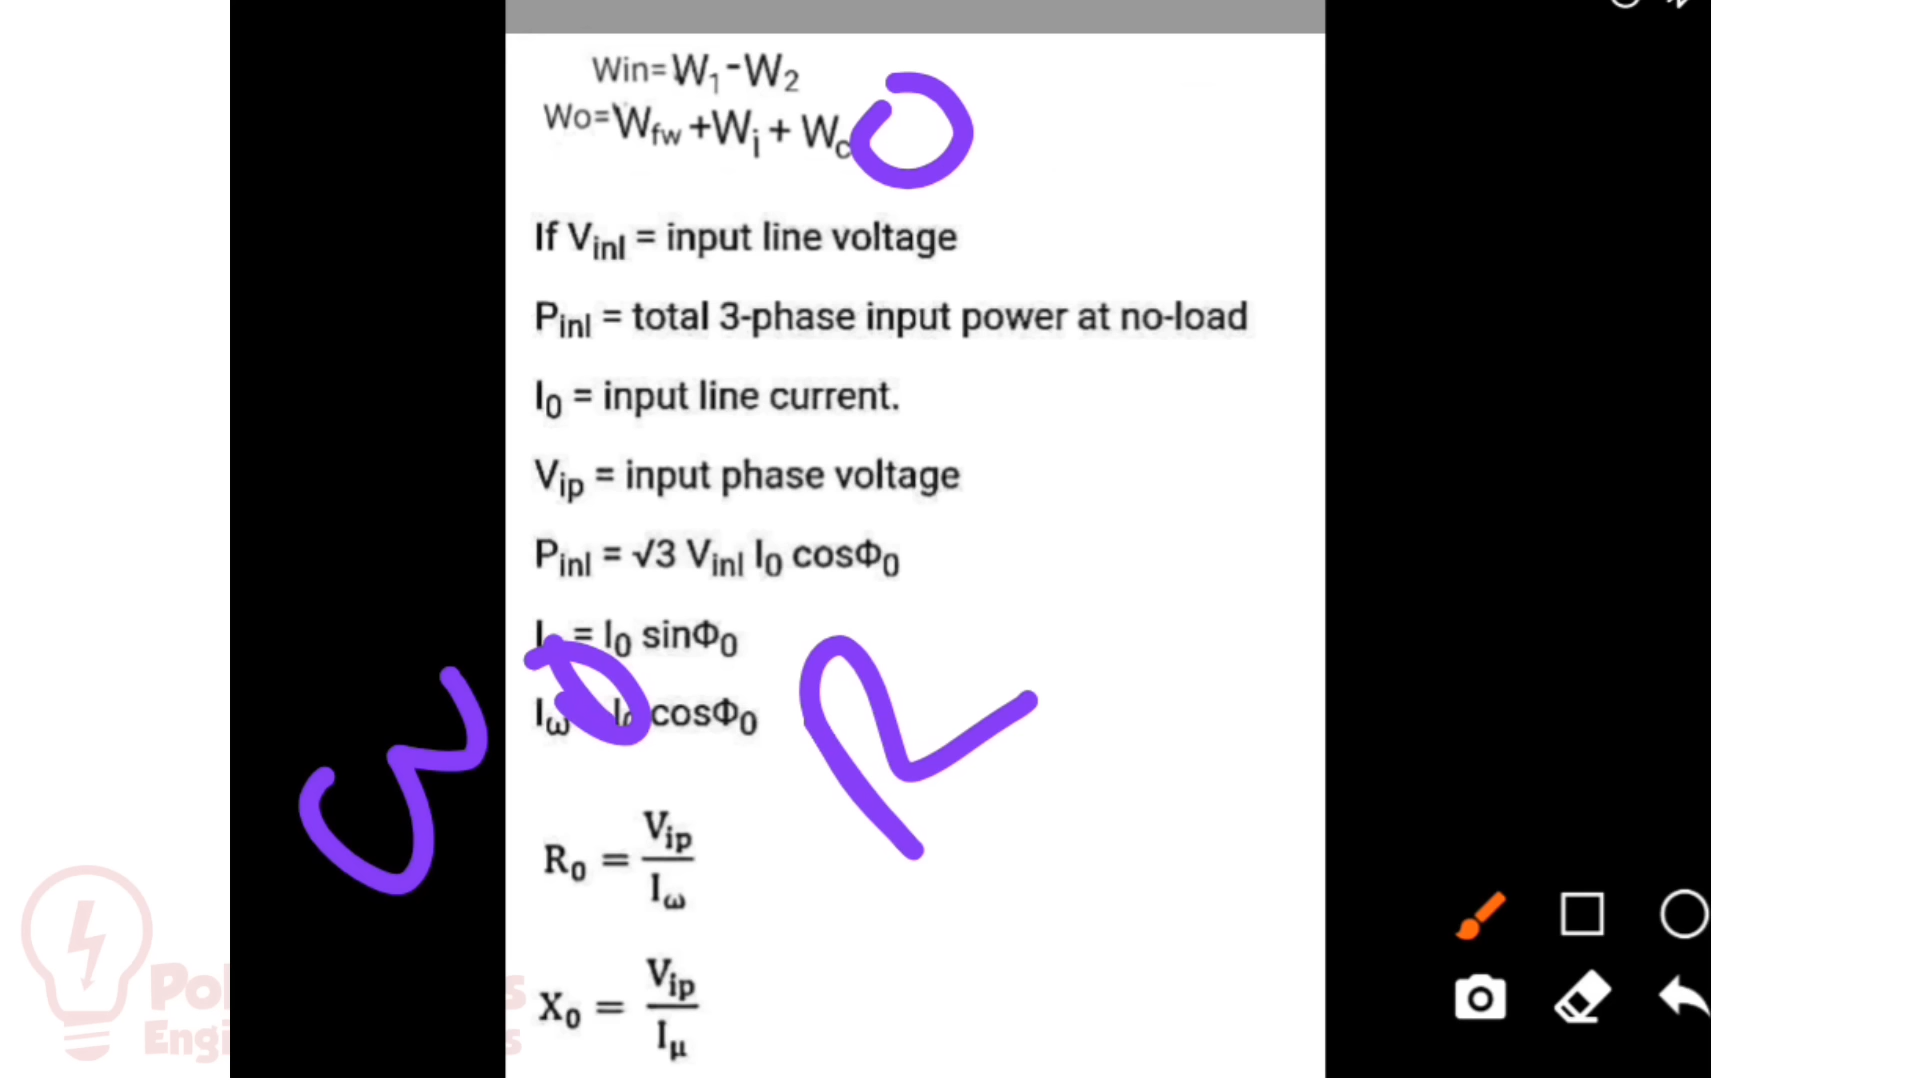 Win=W₁-W₂
Wo=Wfw +Wi + Wc
If Vinl = input line voltage
Pinl = total 3-phase input power at no-load
I₀ = input line current.
Vip = input phase voltage
Pinl = √3 Vinl I₀ cosΦ₀
I = I₀ sinΦ₀
Iω I₀ cosΦ₀
R₀ = Vip / Iω
X₀ = Vip / Iμ